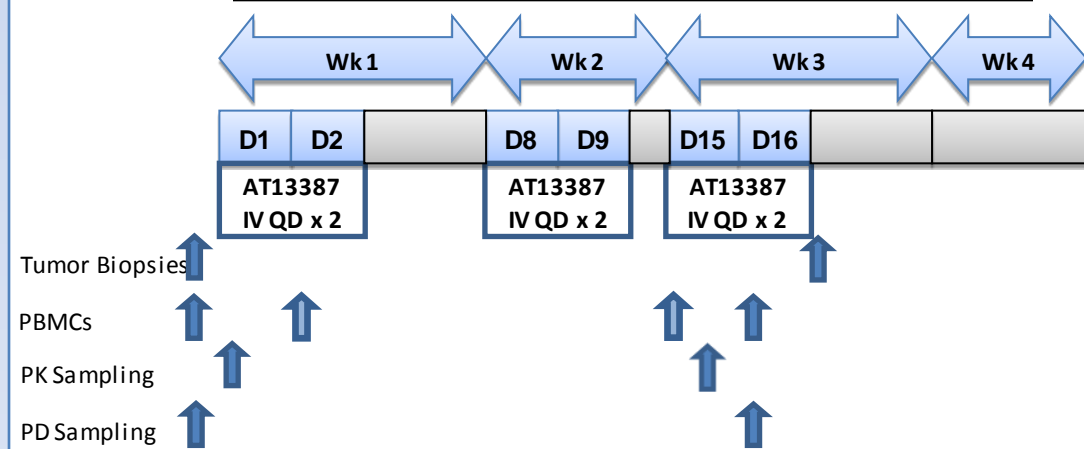 Wk 1 Wk 2 Wk 3 Wk 4
D1 D2 D8 D9 D15 D16
AT13387 AT13387 AT13387
IV QD x 2 IV QD x 2 IV QD x 2
Tumor Biopsies
PBMCs
PK Sampling
PD Sampling